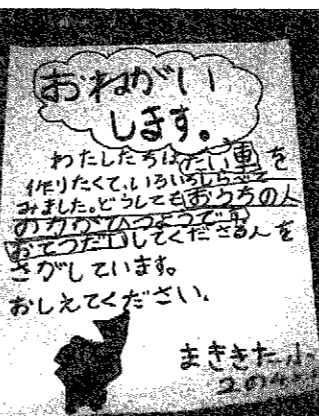 おねがい
します。
わたしたちはだい車を
作りたくて、いろいろしらべて
みました。どうしてもおうちの人
の力がひつようです。
おてつだいしてくださる人を
さがしています。
おしえてください。
まききた小